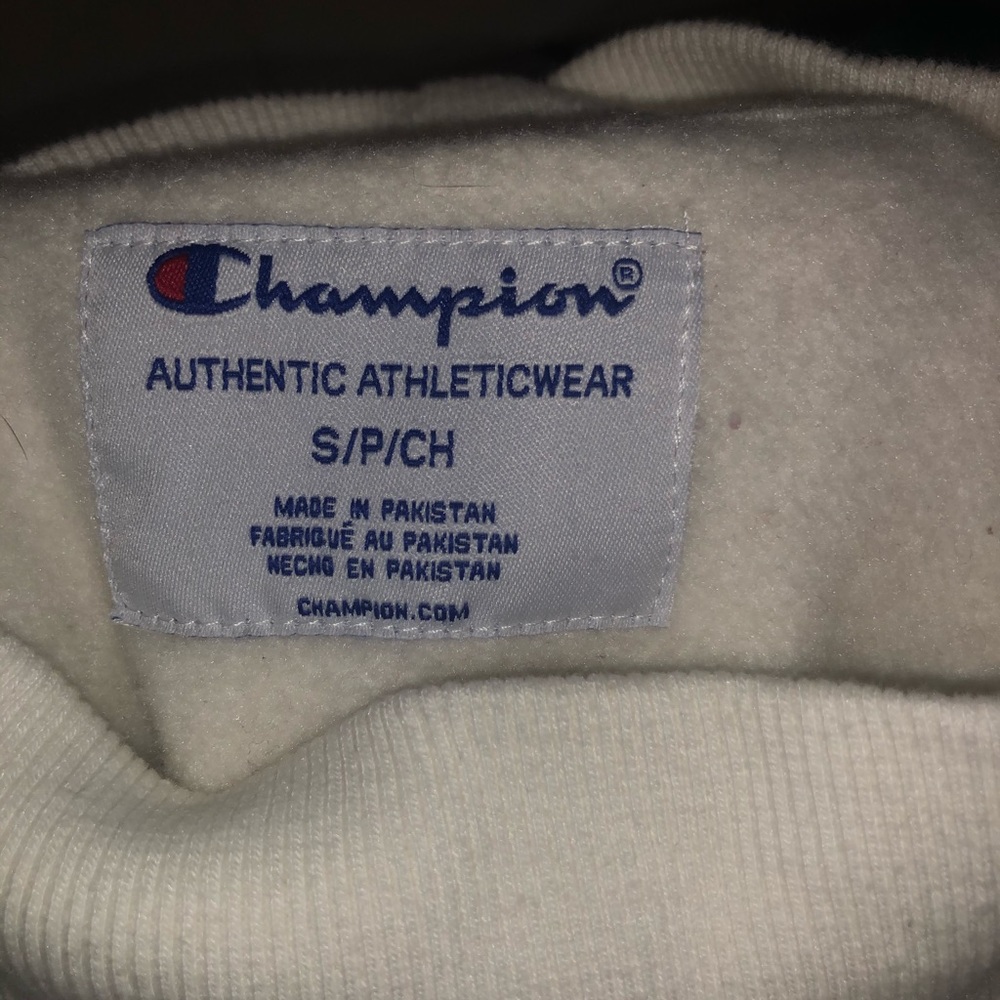 Champion®
AUTHENTIC ATHLETICWEAR
S/P/CH
MADE IN PAKISTAN
FABRIQUÉ AU PAKISTAN
HECHO EN PAKISTAN
CHAMPION.COM